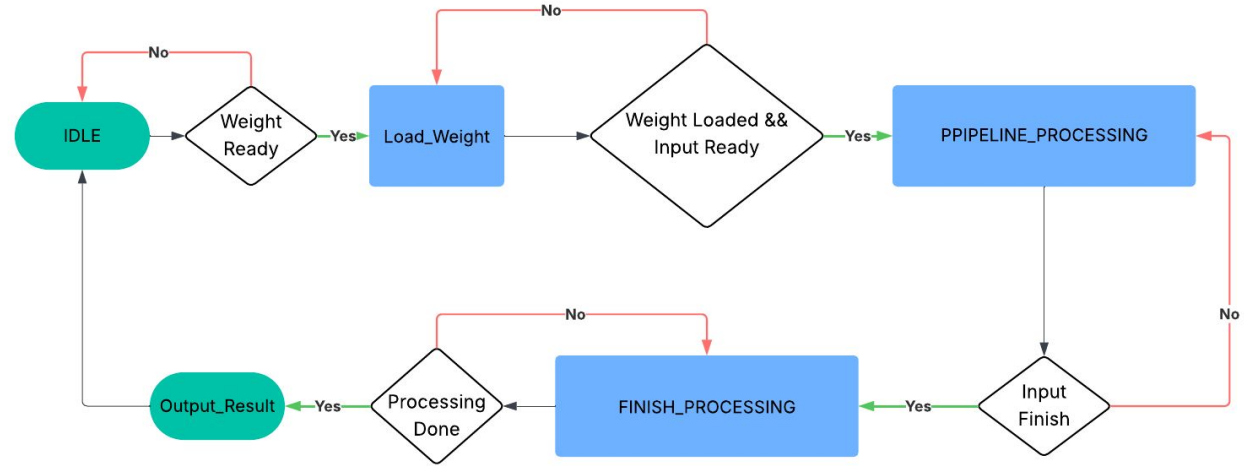 No
No
IDLE
Weight
Ready
Yes
Load_Weight
Weight Loaded &&
Input Ready
Yes
PPIPELINE_PROCESSING
No
No
Output_Result
Yes
Processing
Done
FINISH_PROCESSING
Yes
Input
Finish